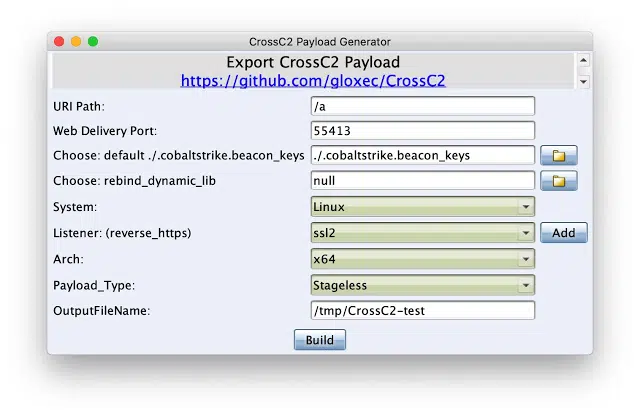 CrossC2 Payload Generator
Export CrossC2 Payload
https://github.com/gloxec/CrossC2
URI Path: /a
Web Delivery Port: 55413
Choose: default ./.cobaltstrike.beacon_keys ./.cobaltstrike.beacon_keys
Choose: rebind_dynamic_lib null
System: Linux
Listener: (reverse_https) ssl2 Add
Arch: x64
Payload_Type: Stageless
OutputFileName: /tmp/CrossC2-test
Build